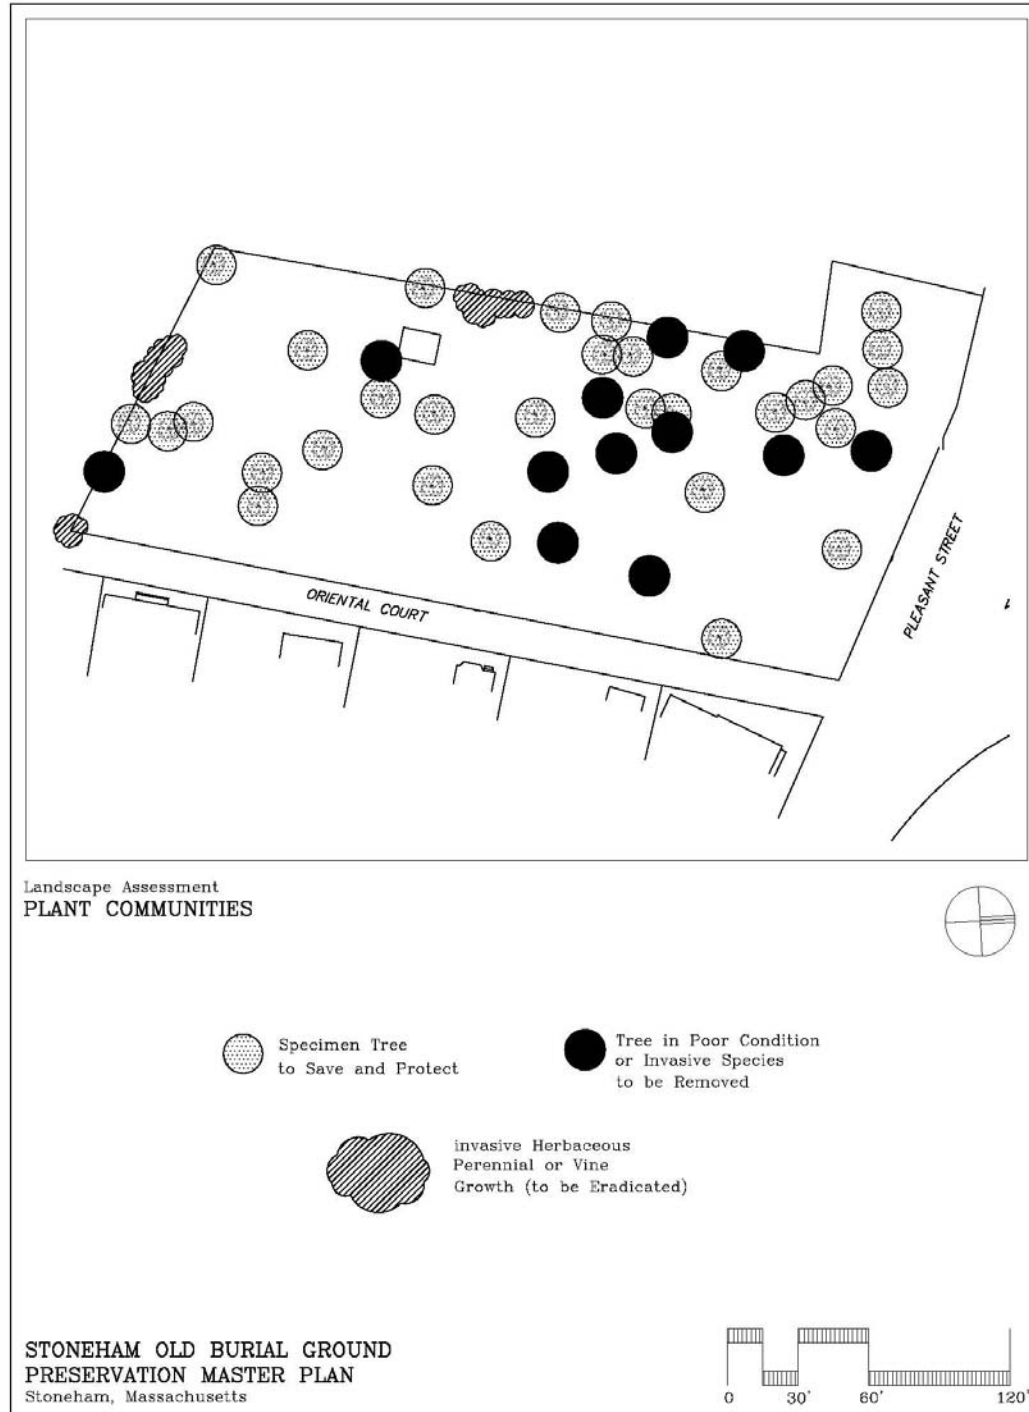 ORIENTAL COURT
PLEASANT STREET
Landscape Assessment
PLANT COMMUNITIES
Specimen Tree
to Save and Protect
Tree in Poor Condition
or Invasive Species
to be Removed
invasive Herbaceous
Perennial or Vine
Growth (to be Eradicated)
STONEHAM OLD BURIAL GROUND
PRESERVATION MASTER PLAN
Stoneham, Massachusetts
0 30' 60' 120'